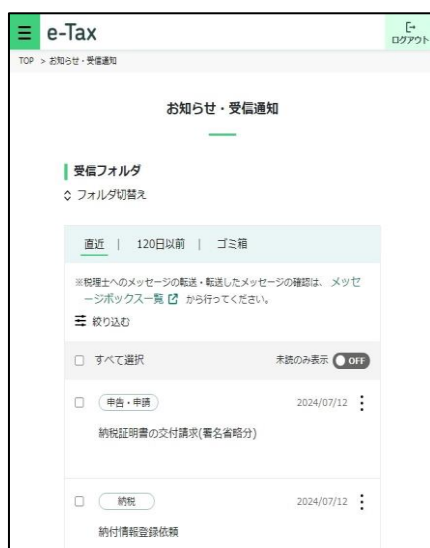 e-Tax
ログアウト
TOP > お知らせ・受信通知
お知らせ・受信通知
受信フォルダ
フォルダ切替え
直近 | 120日以前 | ゴミ箱
※税理士へのメッセージの転送・転送したメッセージの確認は、 メッセ
ージボックス一覧 から行ってください。
絞り込む
すべて選択 未読のみ表示 OFF
申告・申請 2024/07/12
納税証明書の交付請求(署名省略分)
納税 2024/07/12
納付情報登録依頼